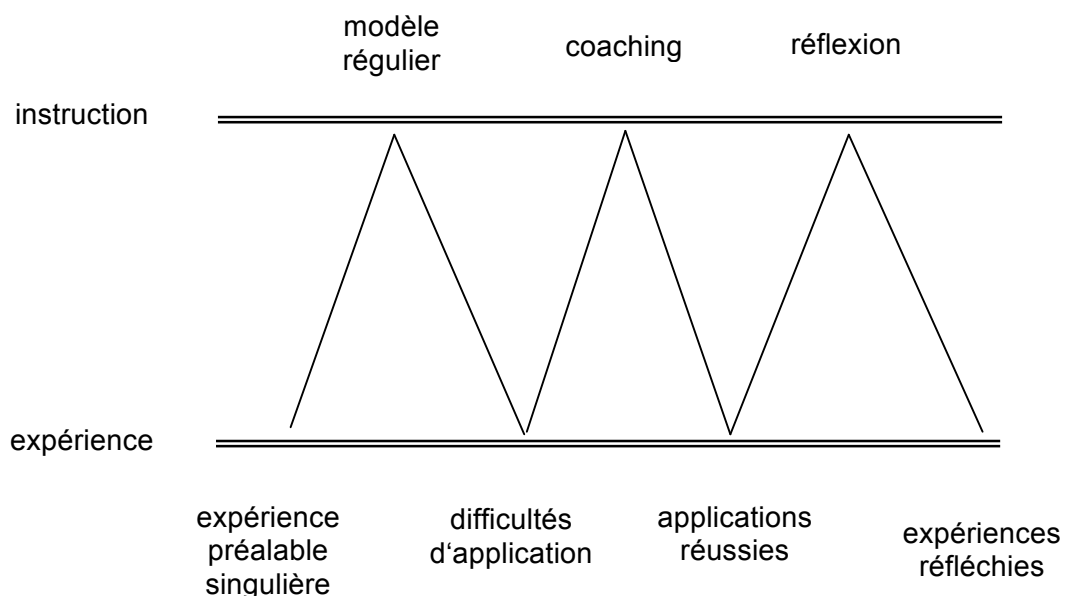 modèle
régulier
coaching
réflexion
instruction
expérience
expérience
préalable
singulière
difficultés
d‘application
applications
réussies
expériences
réfléchies